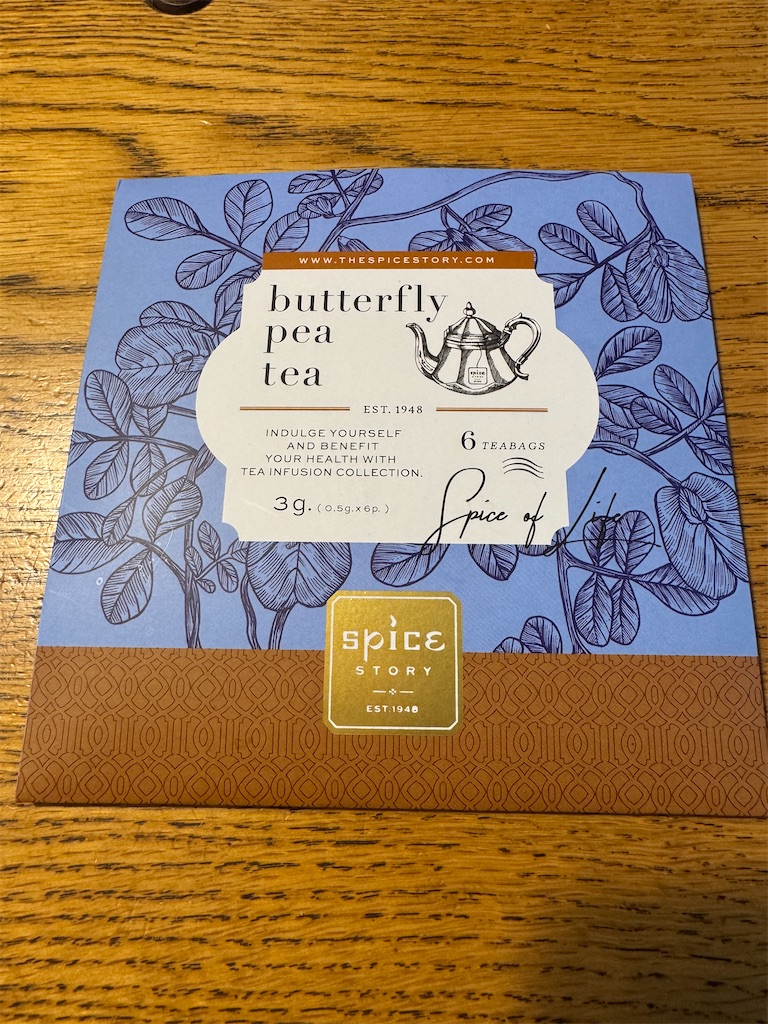 WWW.THESPICESTORY.COM
butterfly
pea
tea
EST. 1948
INDULGE YOURSELF
AND BENEFIT
YOUR HEALTH WITH
TEA INFUSION COLLECTION.
6 TEABAGS
3g. (0.5g.x6p.)
Spice of Life
spice
STORY
EST.1948